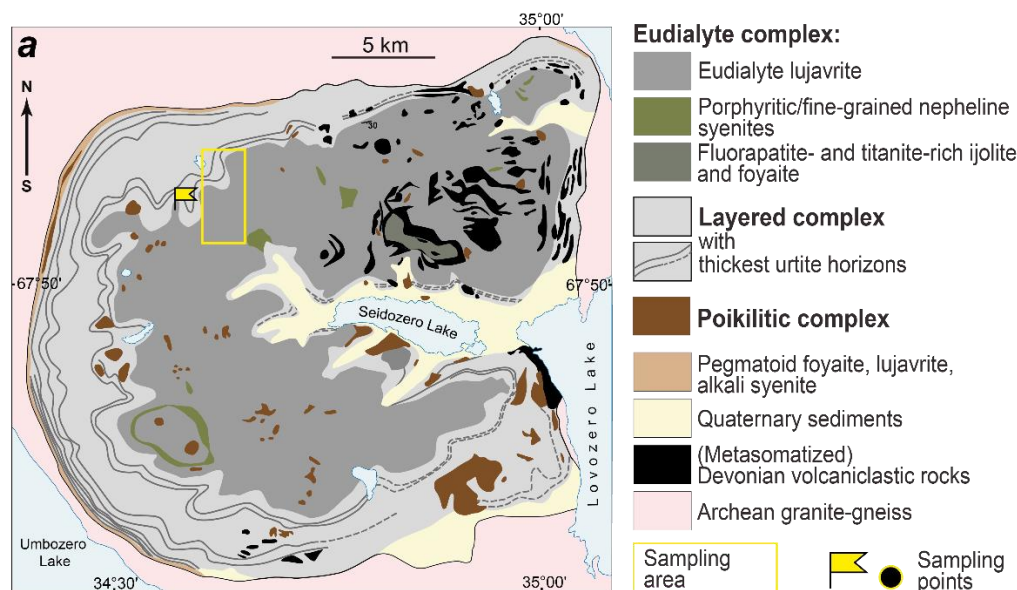 a
35°00'
5 km
N
S
30
67°50'
67°50'
Seidozero Lake
Lovozero Lake
Umbozero
Lake
34°30'
35°00'
Eudialyte complex:
Eudialyte lujavrite
Porphyritic/fine-grained nepheline
syenites
Fluorapatite- and titanite-rich ijolite
and foyaite
Layered complex
with
thickest urtite horizons
Poikilitic complex
Pegmatoid foyaite, lujavrite,
alkali syenite
Quaternary sediments
(Metasomatized)
Devonian volcaniclastic rocks
Archean granite-gneiss
Sampling
area
Sampling
points